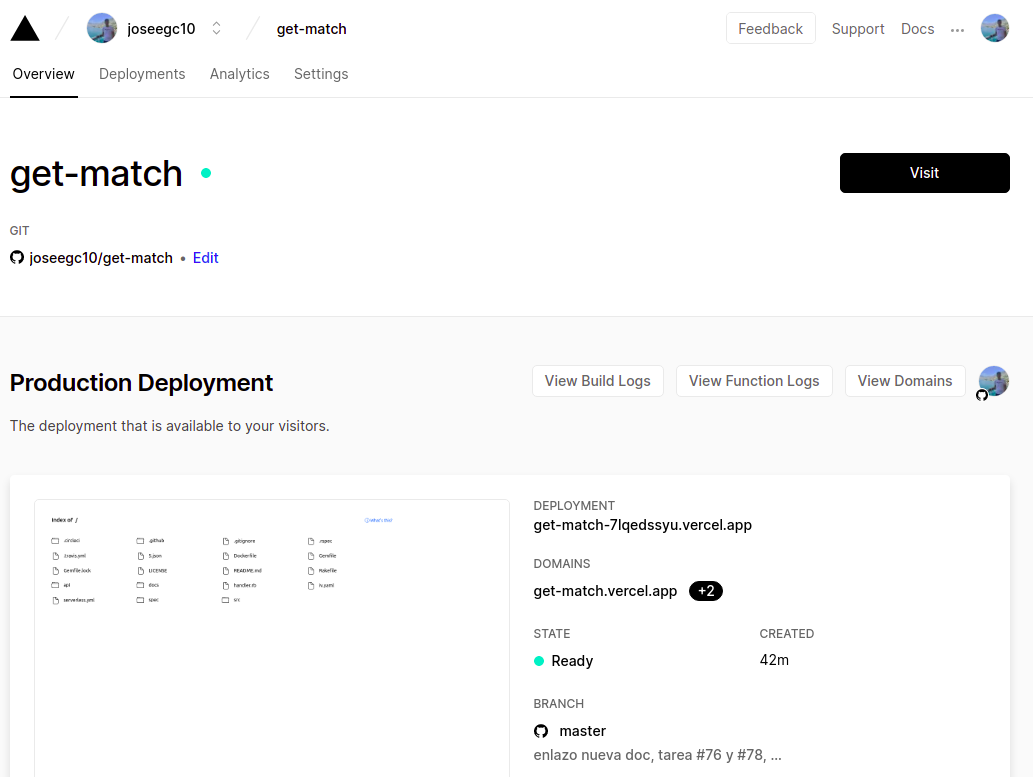 joseegc10
get-match
Feedback
Support
Docs
Overview
Deployments
Analytics
Settings
get-match
Visit
GIT
joseegc10/get-match • Edit
Production Deployment
View Build Logs
View Function Logs
View Domains
The deployment that is available to your visitors.
Index of /
What's this?
.circleci
.github
.gitignore
.rspec
.travis.yml
Dockerfile
Gemfile
Gemfile.lock
LICENSE
README.md
Rakefile
api
docs
handler.rb
serverless.yml
spec
src
DEPLOYMENT
get-match-7lqedssyu.vercel.app
DOMAINS
get-match.vercel.app +2
STATE
CREATED
Ready
42m
BRANCH
master
enlazo nueva doc, tarea #76 y #78, ...